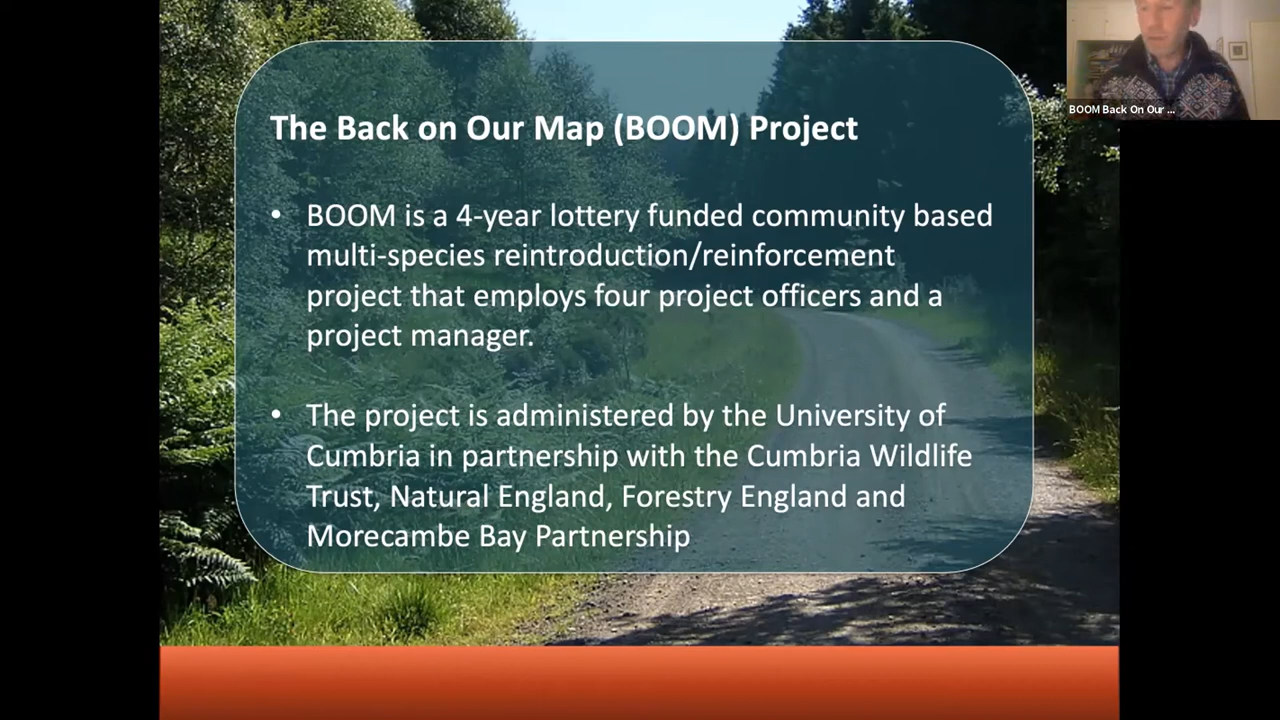 The Back on Our Map (BOOM) Project
• BOOM is a 4-year lottery funded community based
multi-species reintroduction/reinforcement
project that employs four project officers and a
project manager.
• The project is administered by the University of
Cumbria in partnership with the Cumbria Wildlife
Trust, Natural England, Forestry England and
Morecambe Bay Partnership
BOOM Back On Our ...